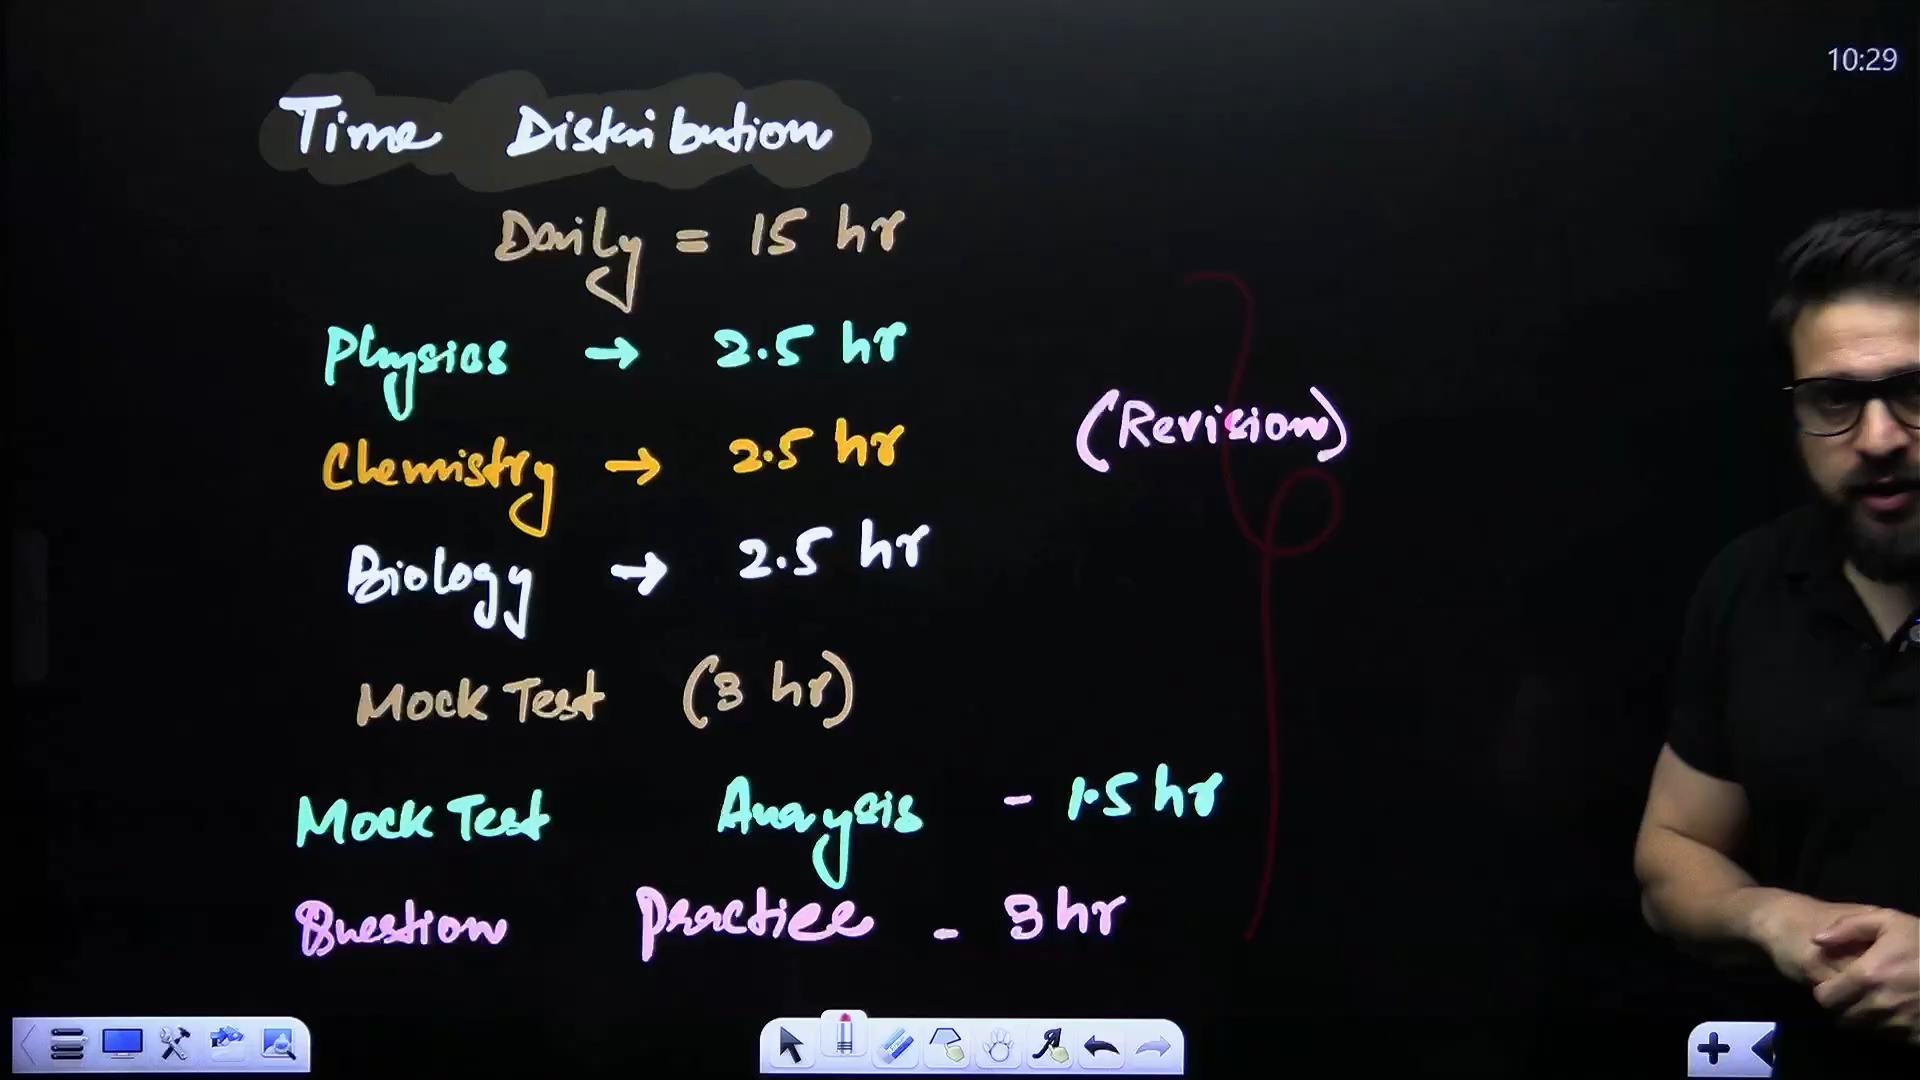 10:29
Time Distribution
Daily = 15 hr
Physics → 2.5 hr
(Revision)
Chemistry → 2.5 hr
Biology → 2.5 hr
Mock Test (3 hr)
Mock Test Anaysis - 1.5 hr
Question Practice - 3 hr